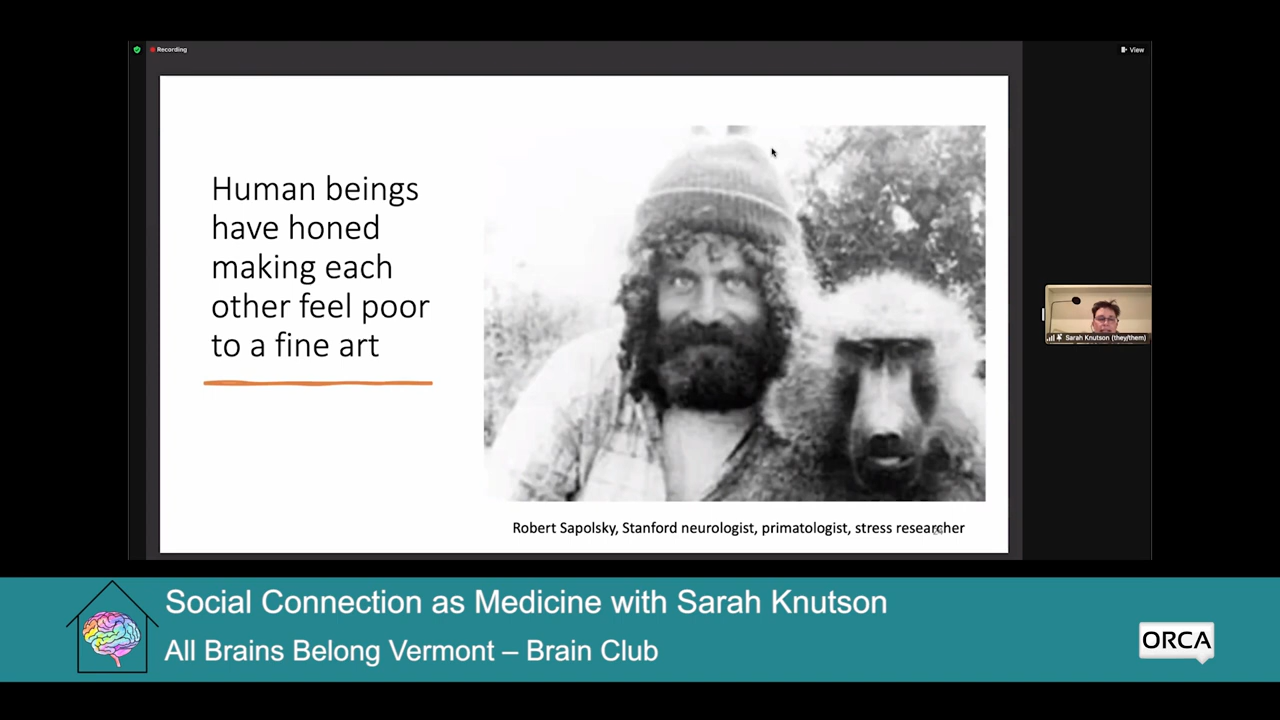 Recording
View
Human beings
have honed
making each
other feel poor
to a fine art
Robert Sapolsky, Stanford neurologist, primatologist, stress researcher
Sarah Knutson (they/them)
Social Connection as Medicine with Sarah Knutson
All Brains Belong Vermont – Brain Club
ORCA